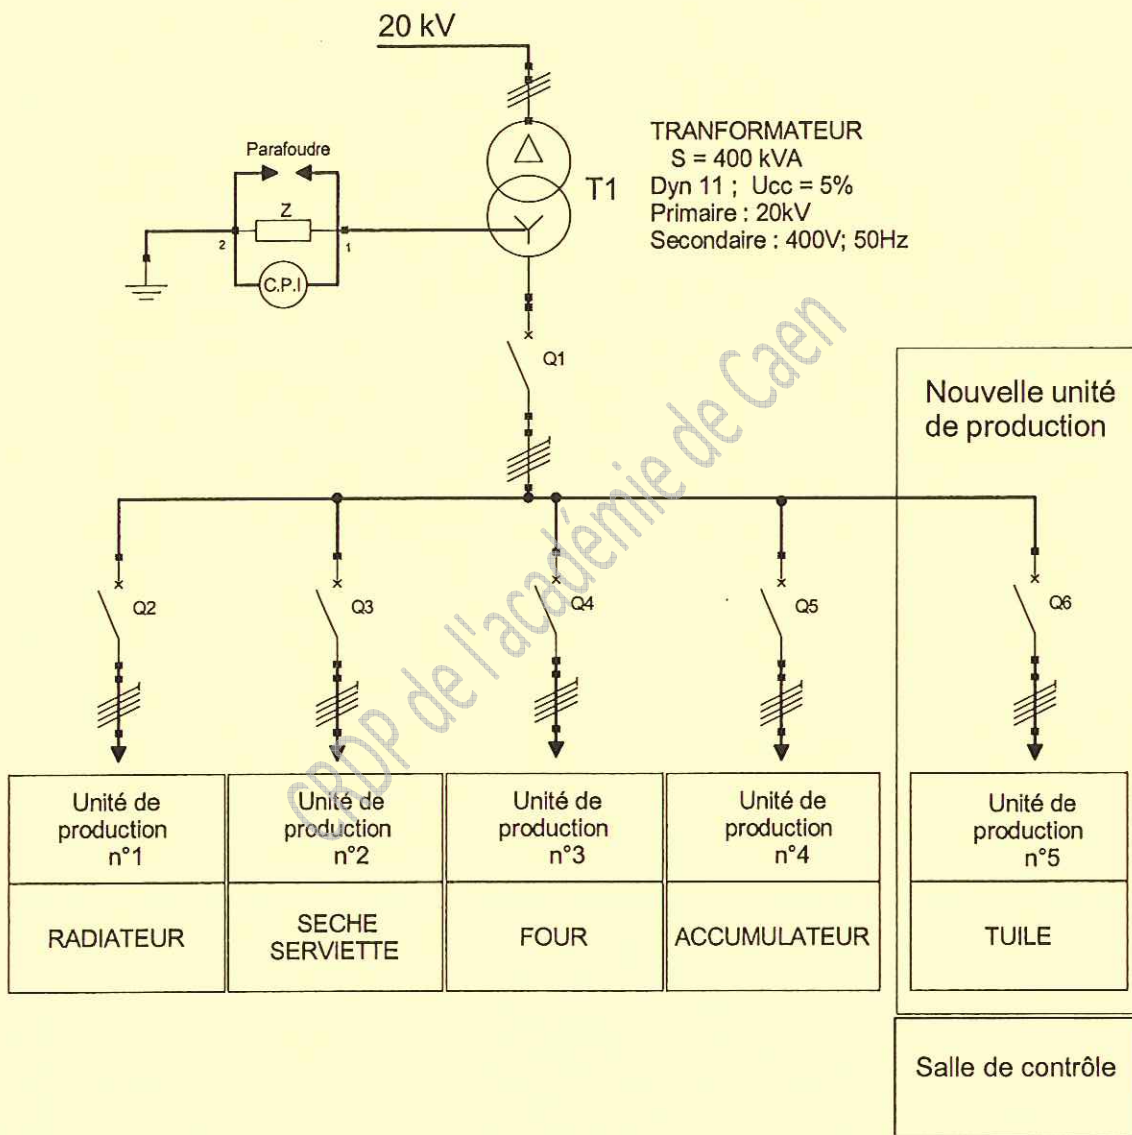 20 kV
TRANFORMATEUR
S = 400 kVA
Dyn 11 ; Ucc = 5%
Primaire : 20kV
Secondaire : 400V; 50Hz
T1
Parafoudre
Z
2
1
C.P.I
Q1
Nouvelle unité
de production
Q2
Q3
Q4
Q5
Q6
Unité de
production
n°1
RADIATEUR
Unité de
production
n°2
SECHE
SERVIETTE
Unité de
production
n°3
FOUR
Unité de
production
n°4
ACCUMULATEUR
Unité de
production
n°5
TUILE
Salle de contrôle
CRDP de l'académie de Caen